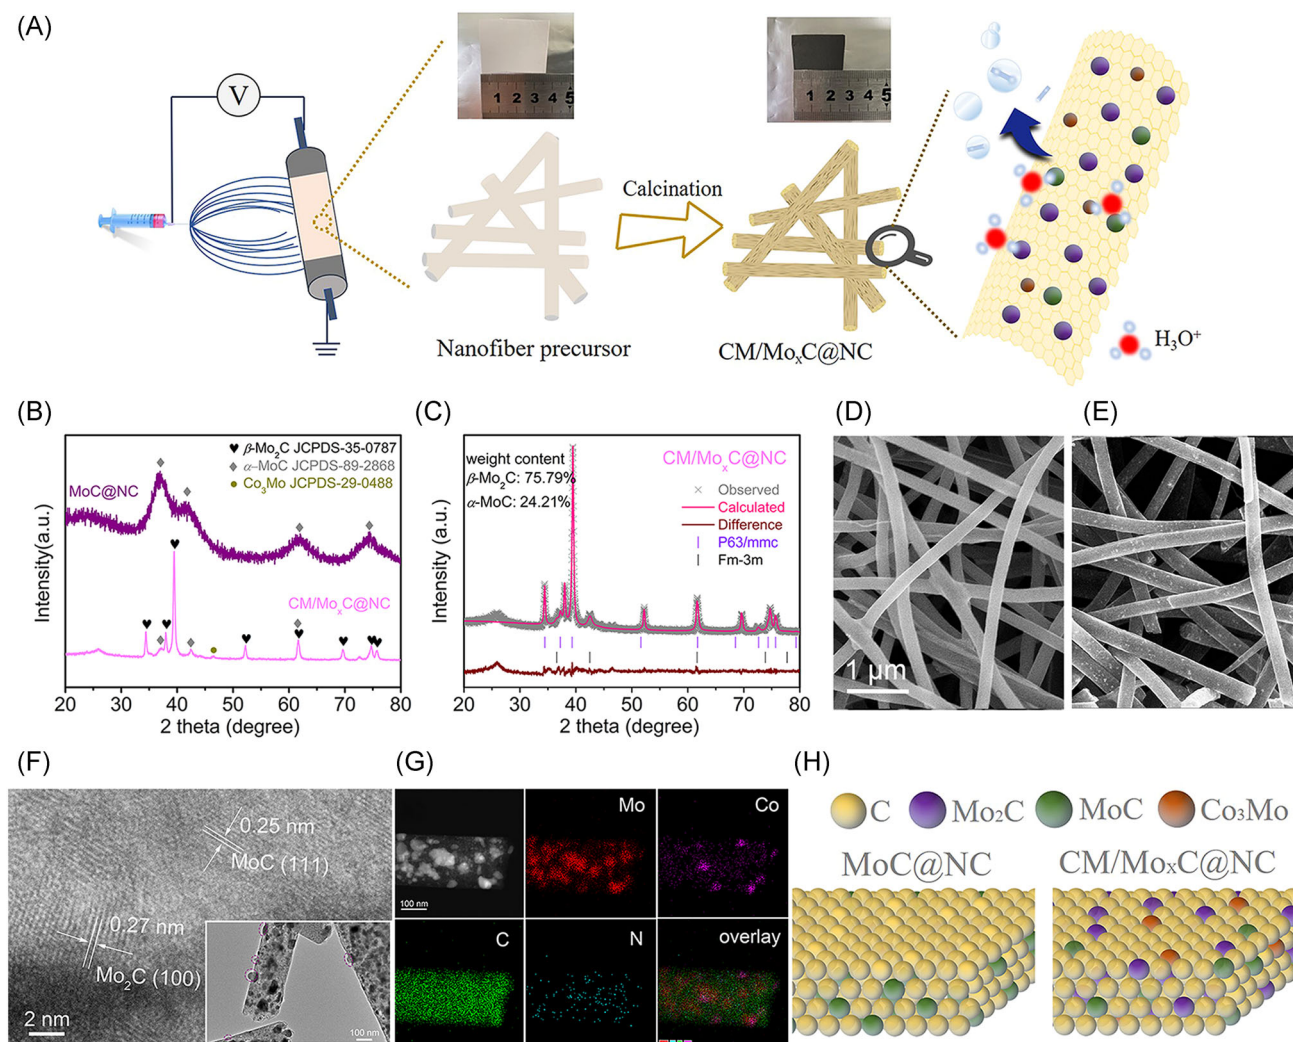 (A)
V
1 2 3 4 5
1 2 3 4 5
Calcination
Nanofiber precursor
CM/MoₓC@NC
H₃O⁺
(B)
β-Mo₂C JCPDS-35-0787
α-MoC JCPDS-89-2868
Co₃Mo JCPDS-29-0488
MoC@NC
CM/MoₓC@NC
Intensity(a.u.)
20 30 40 50 60 70 80
2 theta (degree)
(C)
weight content
β-Mo₂C: 75.79%
α-MoC: 24.21%
CM/MoₓC@NC
Observed
Calculated
Difference
P63/mmc
Fm-3m
Intensity (a.u.)
20 30 40 50 60 70 80
2 theta (degree)
(D)
1 μm
(E)
(F)
0.25 nm
MoC (111)
0.27 nm
Mo₂C (100)
2 nm
100 nm
(G)
100 nm
Mo
Co
C
N
overlay
(H)
C Mo₂C MoC Co₃Mo
MoC@NC
CM/MoₓC@NC